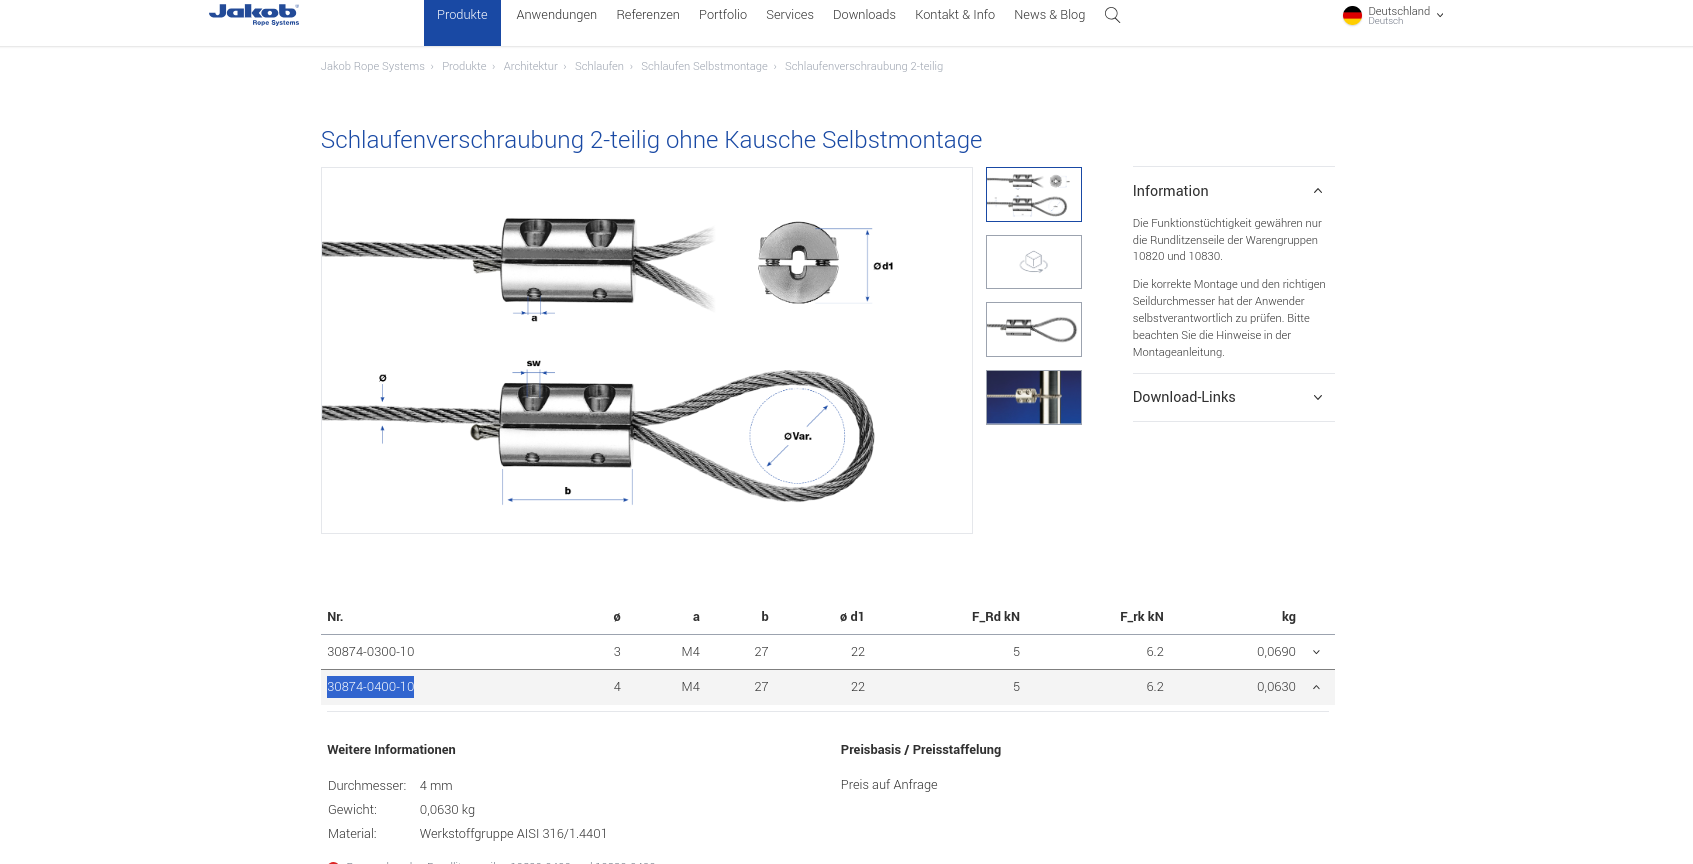 Jakob
Rope Systems
Produkte Anwendungen Referenzen Portfolio Services Downloads Kontakt & Info News & Blog
Deutschland
Deutsch
Jakob Rope Systems › Produkte › Architektur › Schlaufen › Schlaufen Selbstmontage › Schlaufenverschraubung 2-teilig
Schlaufenverschraubung 2-teilig ohne Kausche Selbstmontage
Ød1
a
sw
Ø
ØVar.
b
Information
Die Funktionstüchtigkeit gewähren nur
die Rundlitzenseile der Warengruppen
10820 und 10830.
Die korrekte Montage und den richtigen
Seildurchmesser hat der Anwender
selbstverantwortlich zu prüfen. Bitte
beachten Sie die Hinweise in der
Montageanleitung.
Download-Links
Nr. ø a b ø d1 F_Rd kN F_rk kN kg
30874-0300-10 3 M4 27 22 5 6.2 0,0690
30874-0400-10 4 M4 27 22 5 6.2 0,0630
Weitere Informationen
Durchmesser: 4 mm
Gewicht: 0,0630 kg
Material: Werkstoffgruppe AISI 316/1.4401
Preisbasis / Preisstaffelung
Preis auf Anfrage